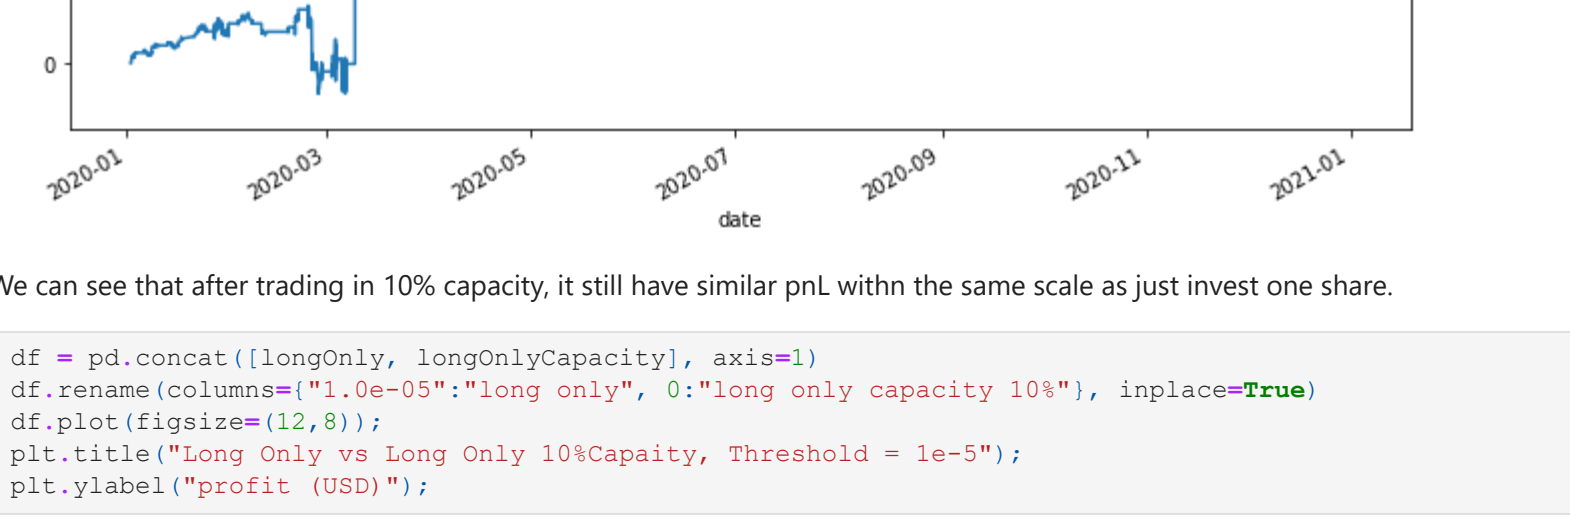 0
2020-01 2020-03 2020-05 2020-07 2020-09 2020-11 2021-01
date
We can see that after trading in 10% capacity, it still have similar pnL withn the same scale as just invest one share.
df = pd.concat([longOnly, longOnlyCapacity], axis=1)
df.rename(columns={"1.0e-05":"long only", 0:"long only capacity 10%"}, inplace=True)
df.plot(figsize=(12,8));
plt.title("Long Only vs Long Only 10%Capaity, Threshold = 1e-5");
plt.ylabel("profit (USD)");